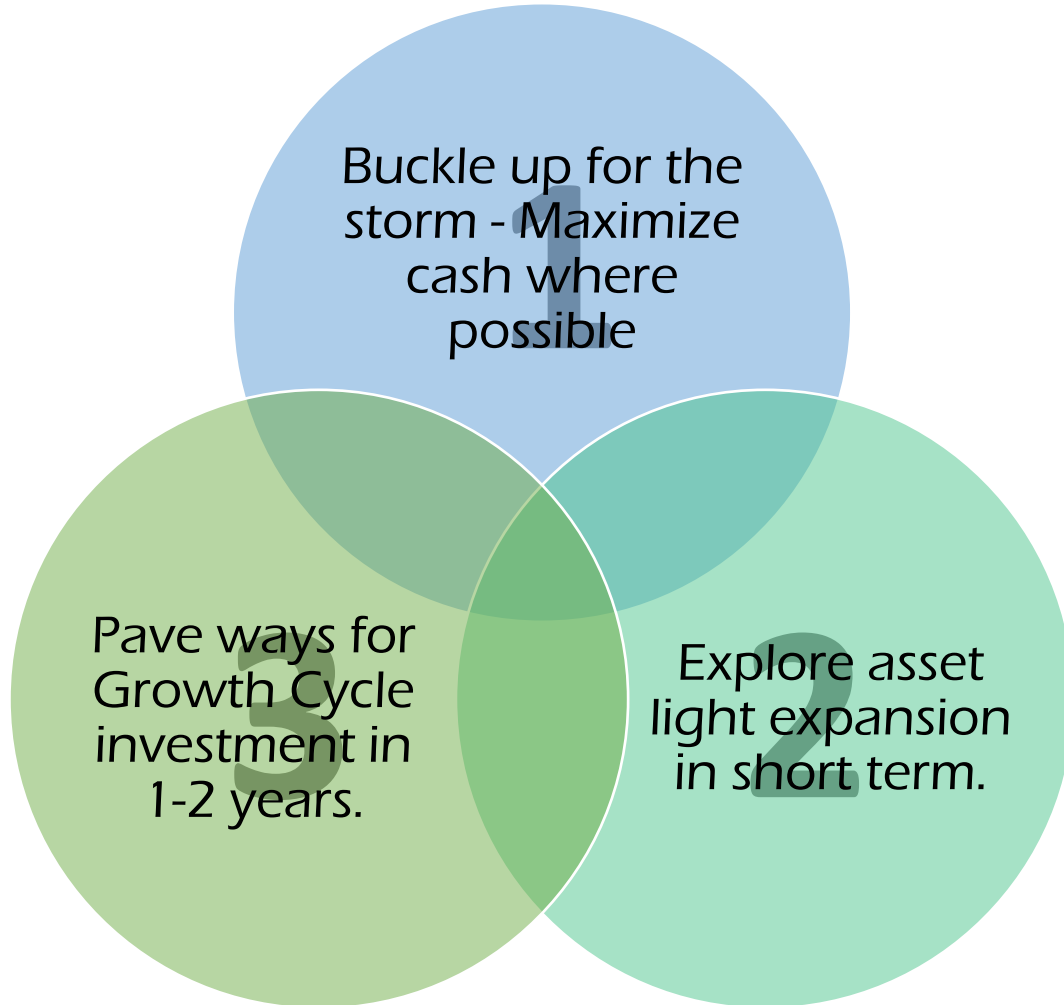 1
Buckle up for the
storm - Maximize
cash where
possible
2
Explore asset
light expansion
in short term.
3
Pave ways for
Growth Cycle
investment in
1-2 years.